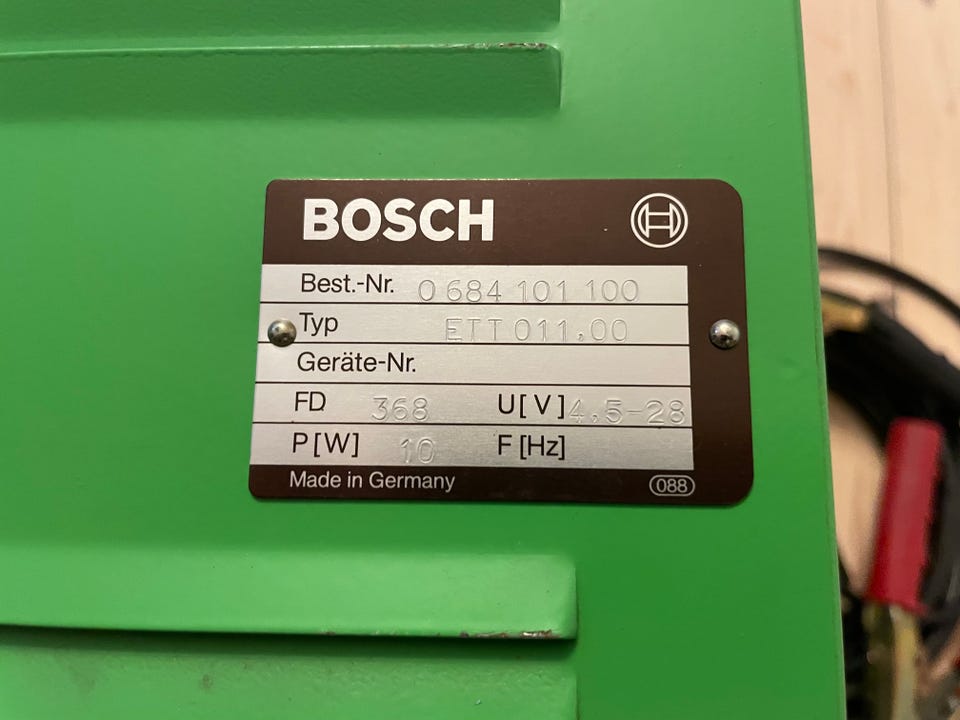 BOSCH
Best.-Nr. 0 684 101 100
Typ ETT 011.00
Geräte-Nr.
FD 368 U[V] 4.5-28
P[W] 10 F[Hz]
Made in Germany 088